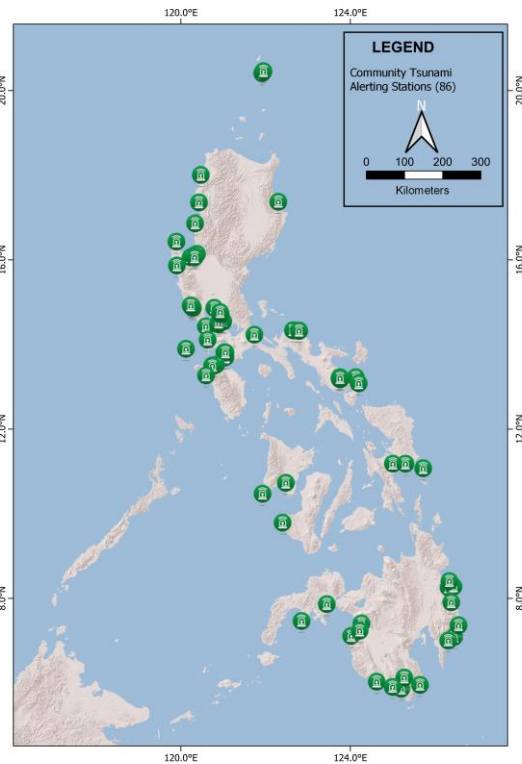 120.0°E 124.0°E
LEGEND
Community Tsunami
Alerting Stations (86)
N
0 100 200 300
Kilometers
20.0°N 20.0°N
16.0°N 16.0°N
12.0°N 12.0°N
8.0°N 8.0°N
120.0°E 124.0°E